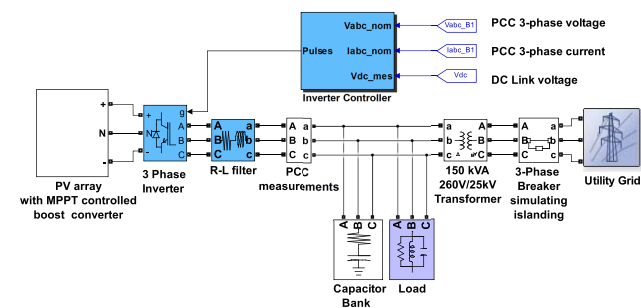 Vabc_nom
Vabc_B1
PCC 3-phase voltage
Pulses
Iabc_nom
Iabc_B1
PCC 3-phase current
Vdc_mes
Vdc
DC Link voltage
Inverter Controller
+
N
-
+
N
-
g
A
B
C
A
B
C
a
b
c
A
B
C
a
b
c
a
b
c
A
B
C
A
B
C
a
b
c
PV array
with MPPT controlled
boost converter
3 Phase
Inverter
R-L filter
PCC
measurements
150 kVA
260V/25kV
Transformer
3-Phase
Breaker
simulating
islanding
Utility Grid
A B C
A B C
Capacitor
Bank
Load